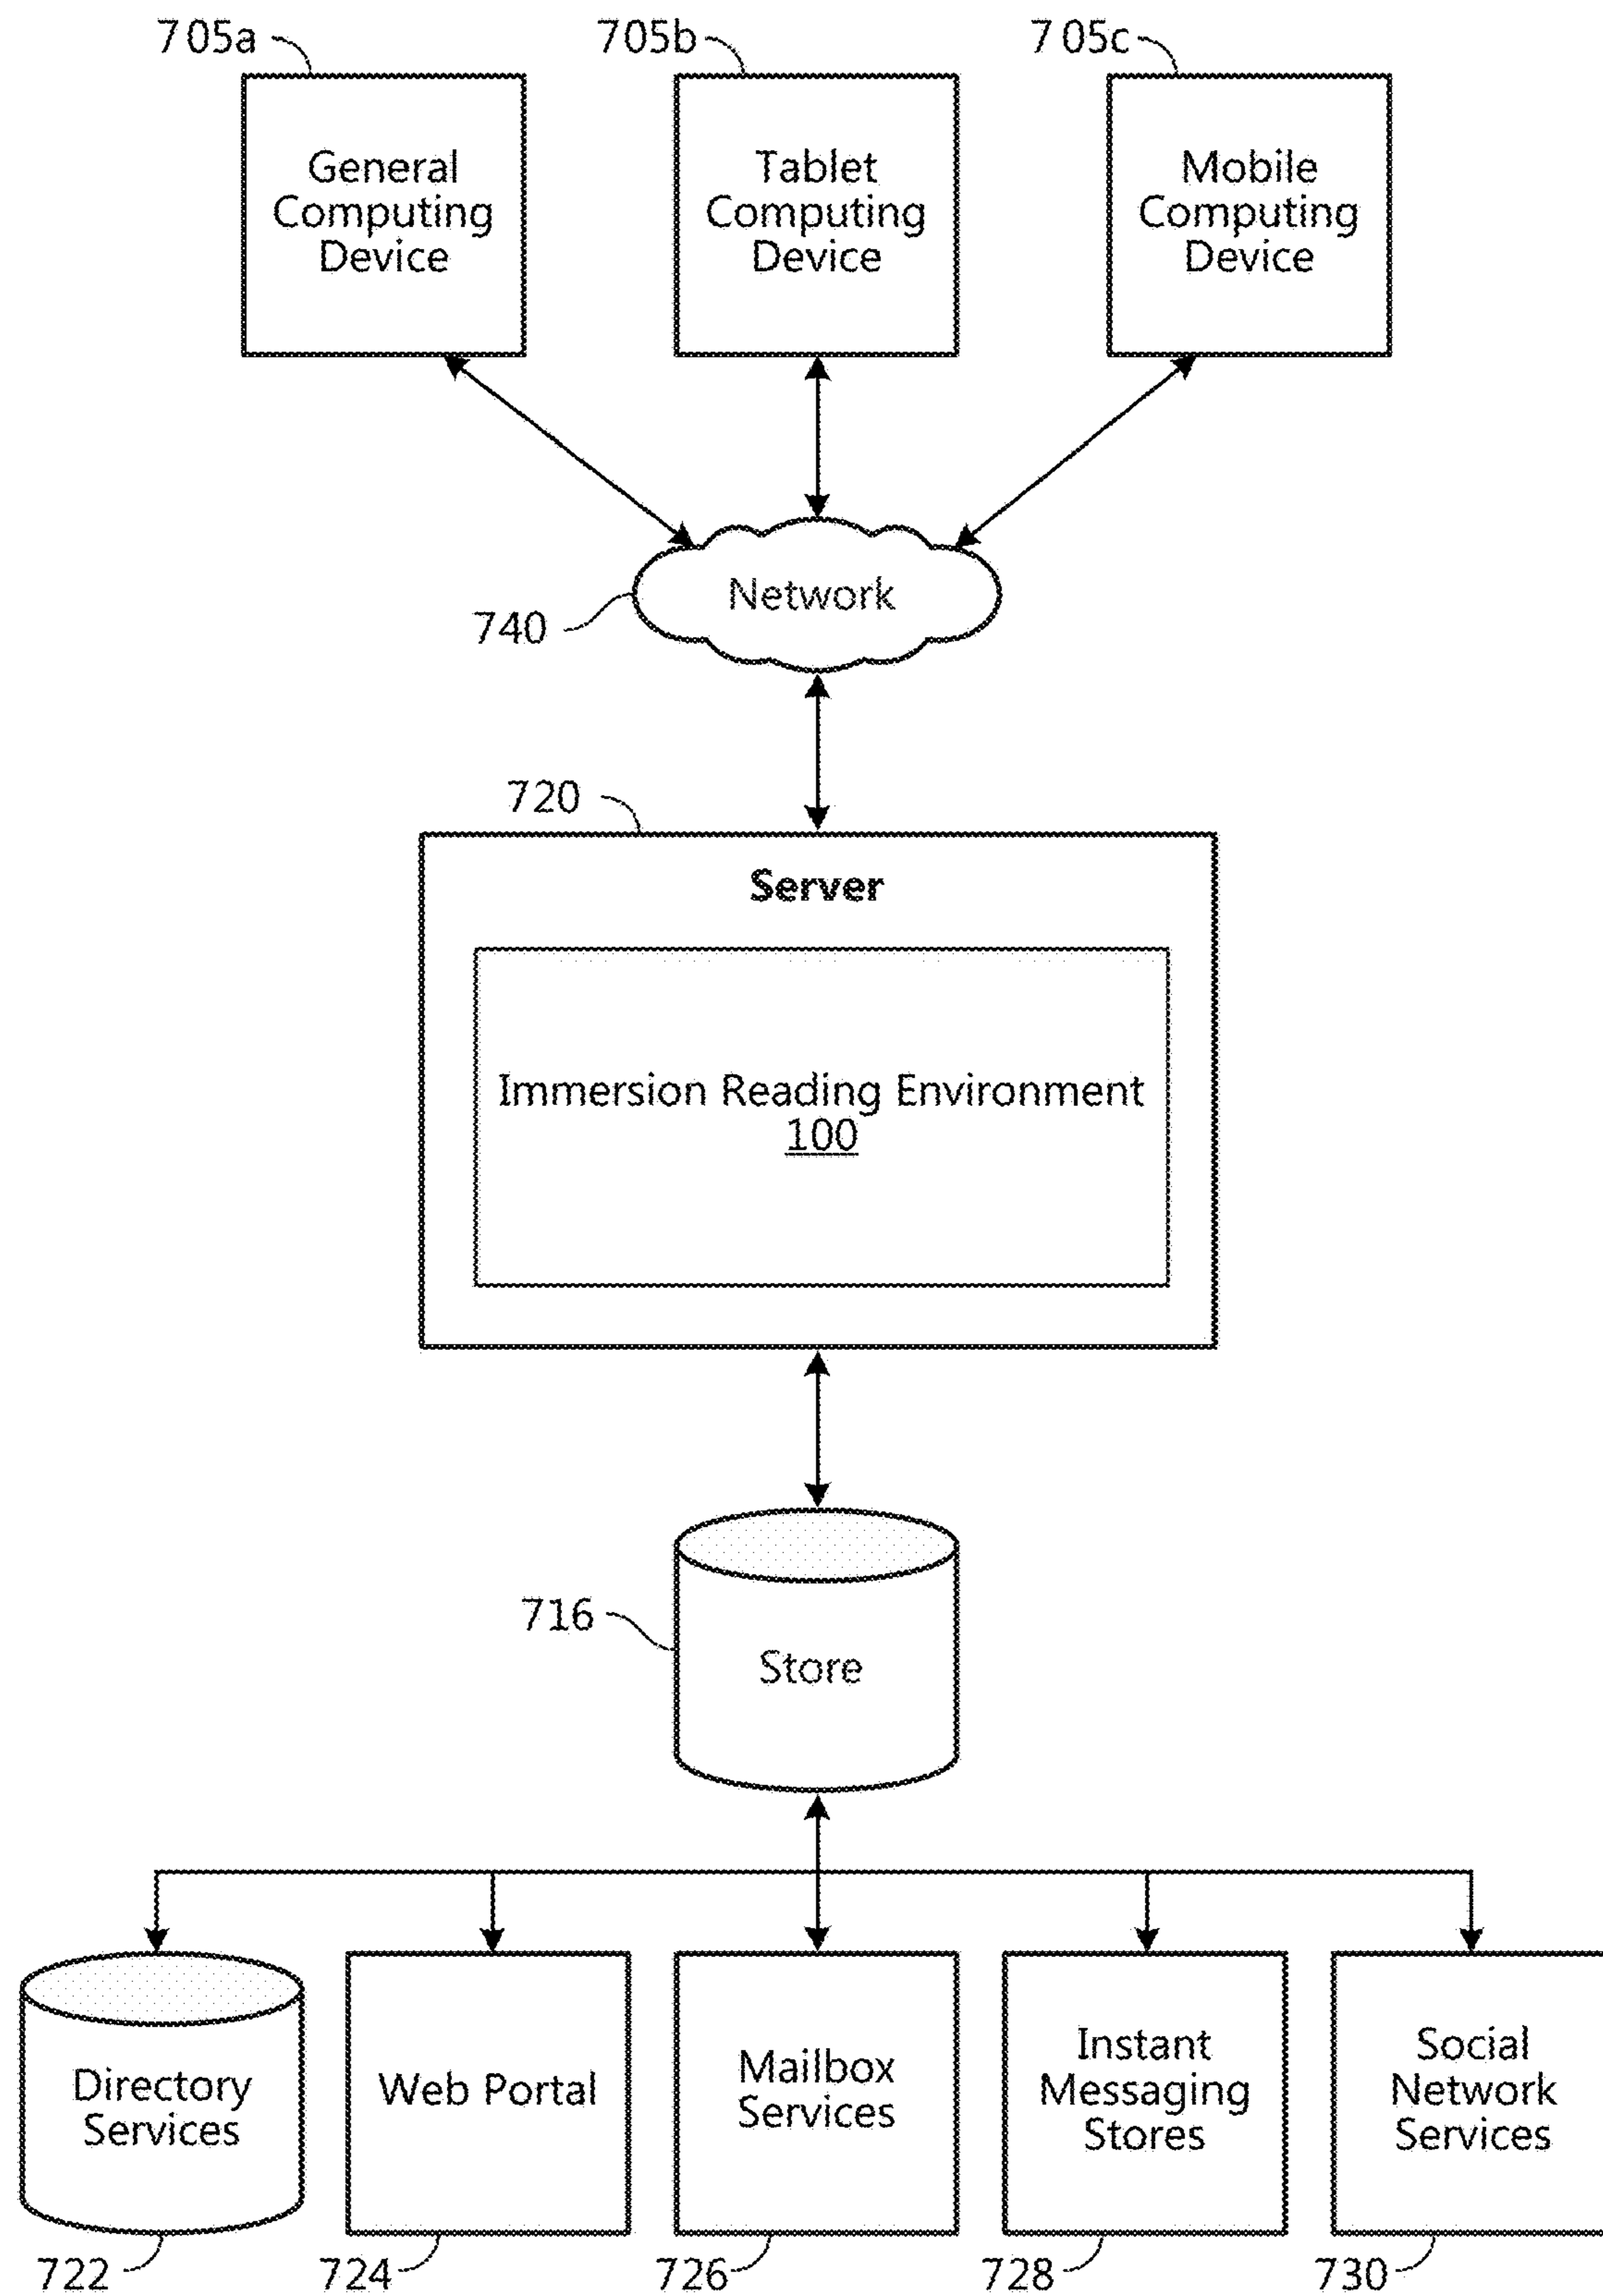 705a
705b
705c
General
Computing
Device
Tablet
Computing
Device
Mobile
Computing
Device
Network
740
720
Server
Immersion Reading Environment
100
716
Store
Directory
Services
Web Portal
Mailbox
Services
Instant
Messaging
Stores
Social
Network
Services
722
724
726
728
730